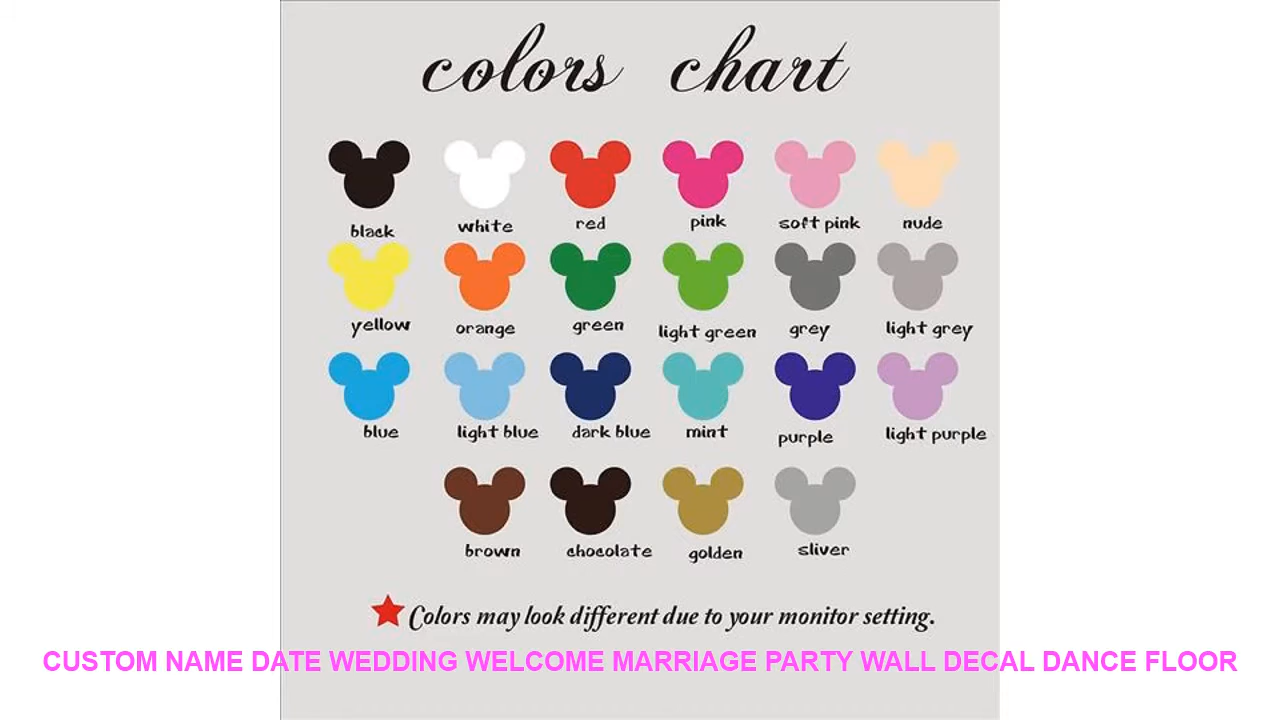 colors chart
black white red pink soft pink nude
yellow orange green light green grey light grey
blue light blue dark blue mint purple light purple
brown chocolate golden sliver
Colors may look different due to your monitor setting.
CUSTOM NAME DATE WEDDING WELCOME MARRIAGE PARTY WALL DECAL DANCE FLOOR